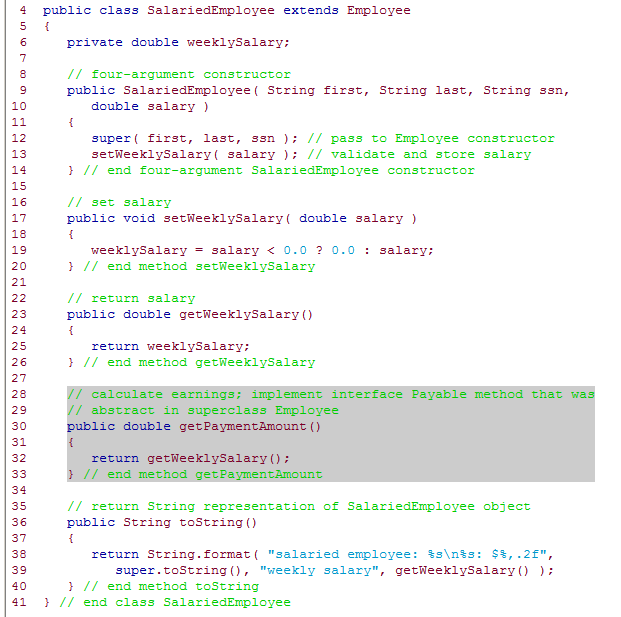 4 public class SalariedEmployee extends Employee
5 {
6    private double weeklySalary;
7
8    // four-argument constructor
9    public SalariedEmployee( String first, String last, String ssn,
10       double salary )
11    {
12       super( first, last, ssn ); // pass to Employee constructor
13       setWeeklySalary( salary ); // validate and store salary
14    } // end four-argument SalariedEmployee constructor
15
16    // set salary
17    public void setWeeklySalary( double salary )
18    {
19       weeklySalary = salary < 0.0 ? 0.0 : salary;
20    } // end method setWeeklySalary
21
22    // return salary
23    public double getWeeklySalary()
24    {
25       return weeklySalary;
26    } // end method getWeeklySalary
27
28    // calculate earnings; implement interface Payable method that was
29    // abstract in superclass Employee
30    public double getPaymentAmount()
31    {
32       return getWeeklySalary();
33    } // end method getPaymentAmount
34
35    // return String representation of SalariedEmployee object
36    public String toString()
37    {
38       return String.format( "salaried employee: %s\n%s: $%,.2f",
39          super.toString(), "weekly salary", getWeeklySalary() );
40    } // end method toString
41 } // end class SalariedEmployee